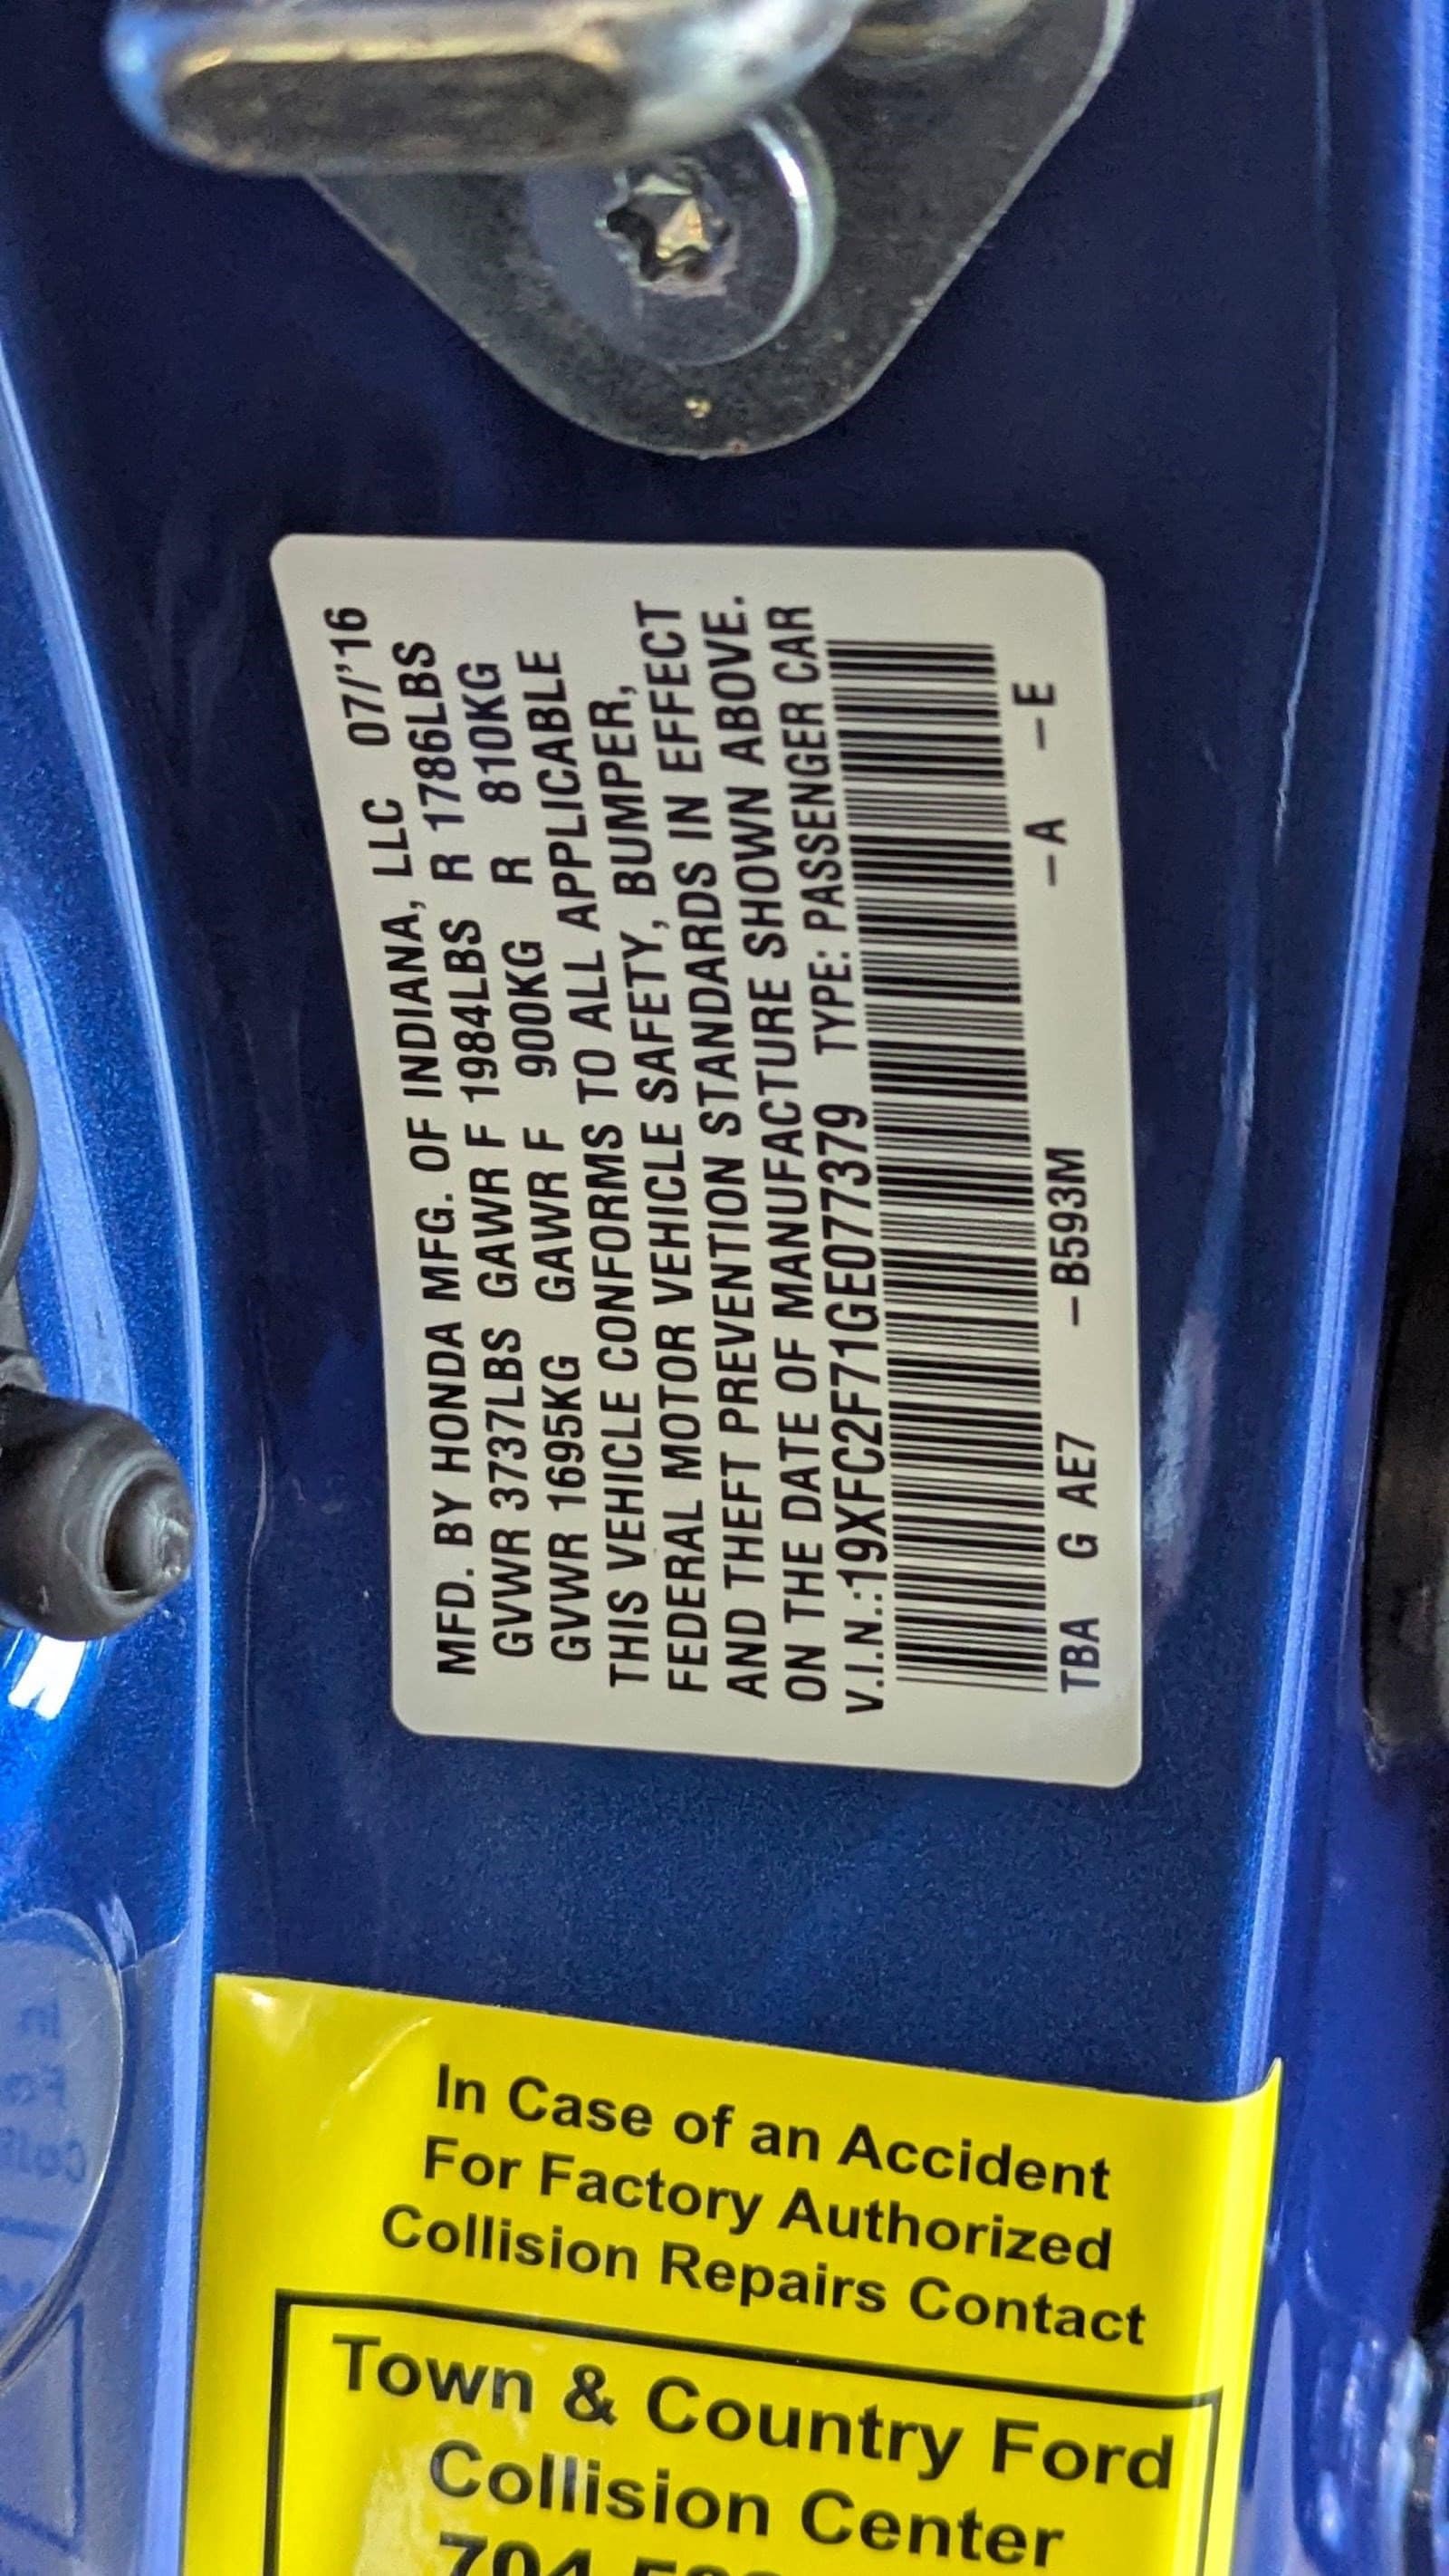 MFD. BY HONDA MFG. OF INDIANA, LLC 07/'16
GVWR 3737LBS GAWR F 1984LBS R 1786LBS
GVWR 1695KG GAWR F 900KG R 810KG
THIS VEHICLE CONFORMS TO ALL APPLICABLE
FEDERAL MOTOR VEHICLE SAFETY, BUMPER,
AND THEFT PREVENTION STANDARDS IN EFFECT
ON THE DATE OF MANUFACTURE SHOWN ABOVE.
V.I.N.:19XFC2F71GE077379 TYPE: PASSENGER CAR
TBA G AE7 –B593M –A –E
In Case of an Accident
For Factory Authorized
Collision Repairs Contact
Town & Country Ford
Collision Center
704